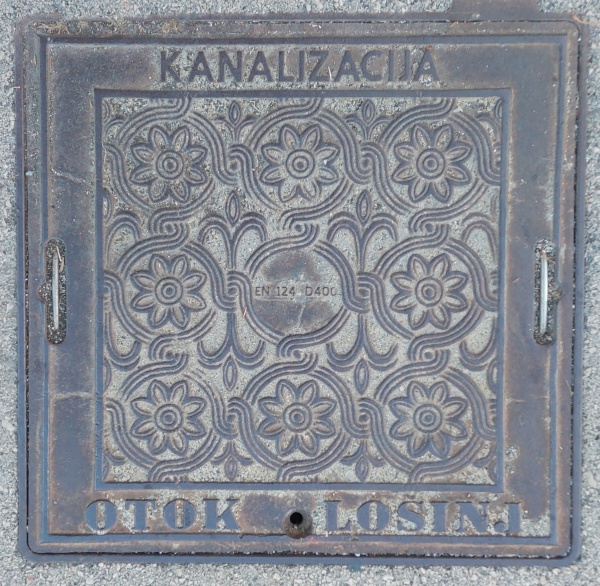 KANALIZACIJA
EN 124 D400
OTOK LOSINJ